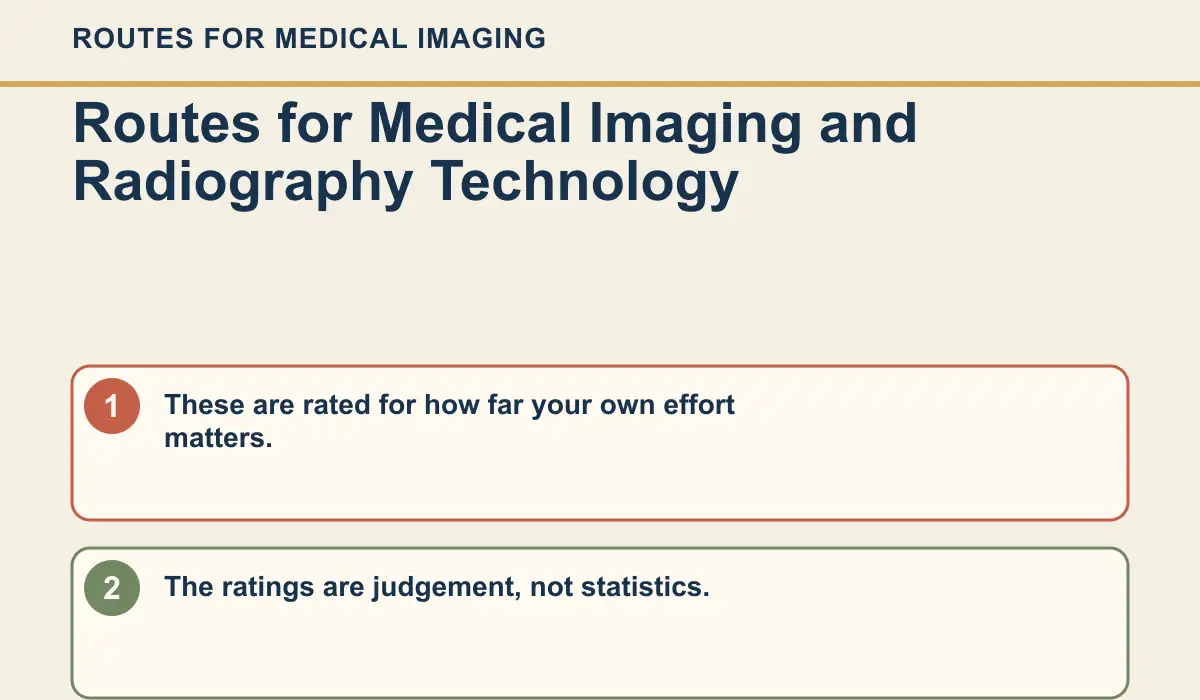 ROUTES FOR MEDICAL IMAGING
Routes for Medical Imaging and
Radiography Technology
1
These are rated for how far your own effort
matters.
2
The ratings are judgement, not statistics.